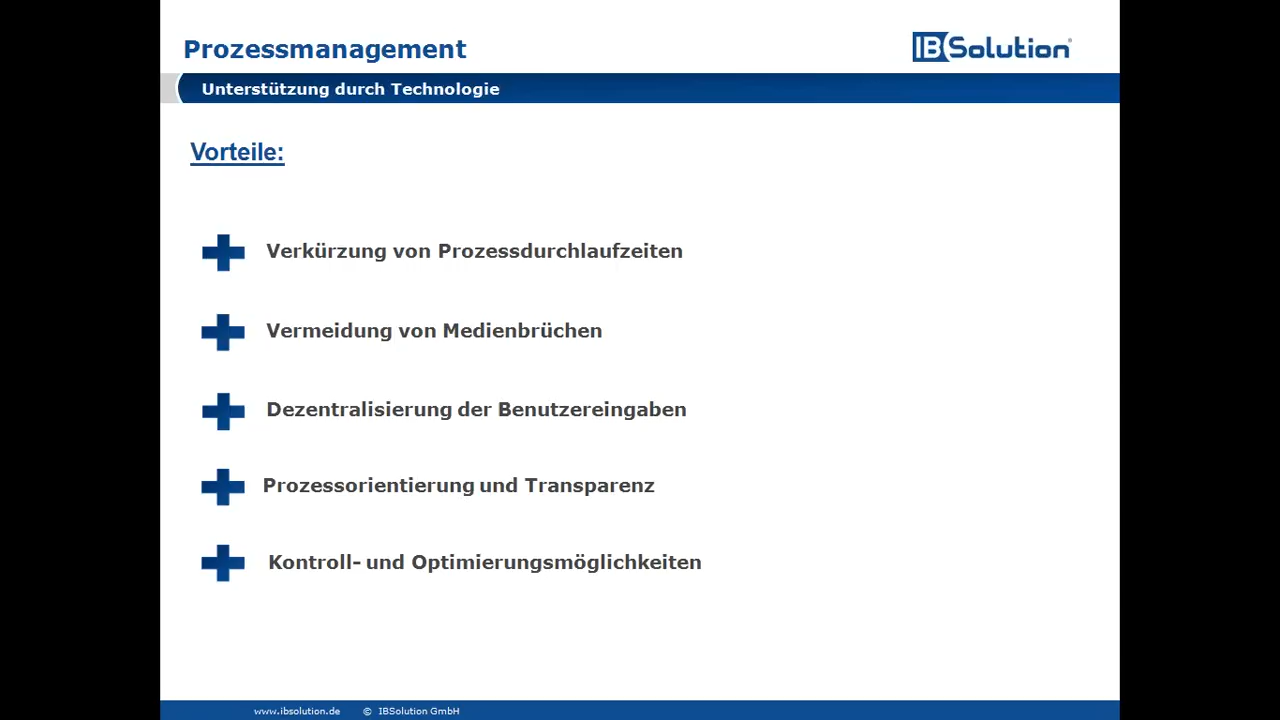 Prozessmanagement
IBSolution
Unterstützung durch Technologie
Vorteile:
Verkürzung von Prozessdurchlaufzeiten
Vermeidung von Medienbrüchen
Dezentralisierung der Benutzereingaben
Prozessorientierung und Transparenz
Kontroll- und Optimierungsmöglichkeiten
www.ibsolution.de © IBSolution GmbH